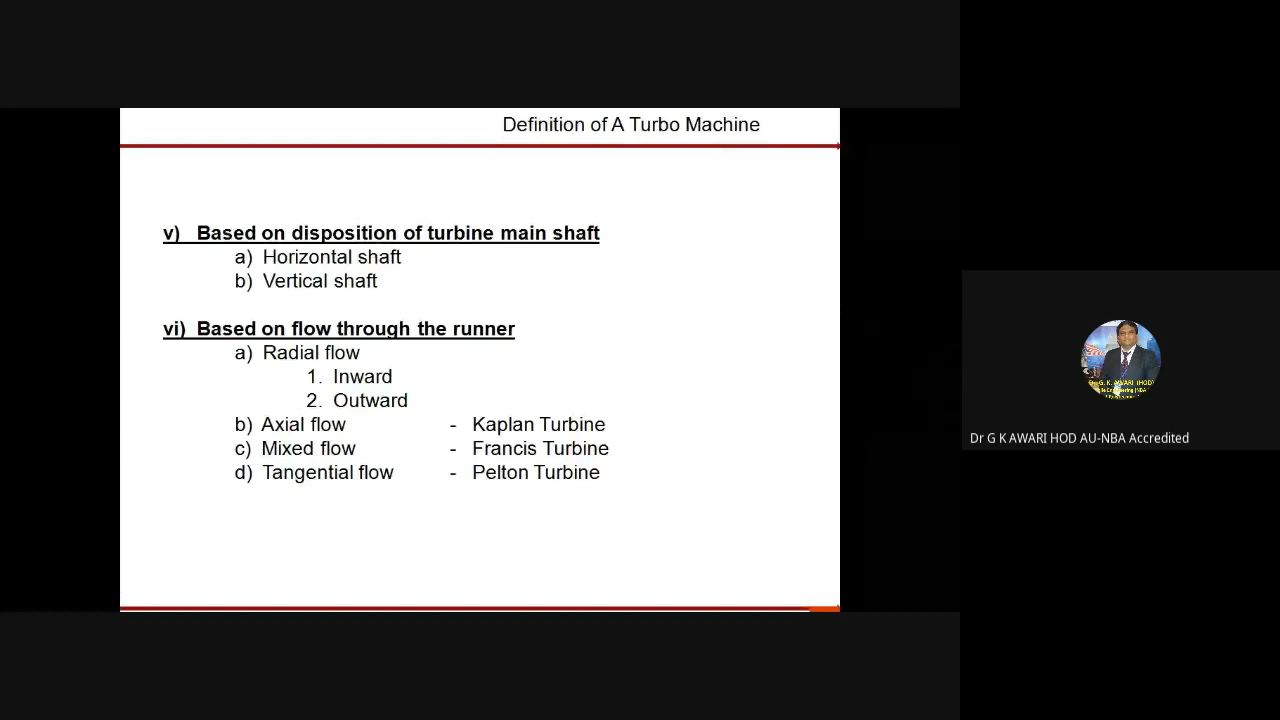 Definition of A Turbo Machine
v) Based on disposition of turbine main shaft
a) Horizontal shaft
b) Vertical shaft
vi) Based on flow through the runner
a) Radial flow
1. Inward
2. Outward
b) Axial flow - Kaplan Turbine
c) Mixed flow - Francis Turbine
d) Tangential flow - Pelton Turbine
G. K. AWARI (HOD)
Dr G K AWARI HOD AU-NBA Accredited